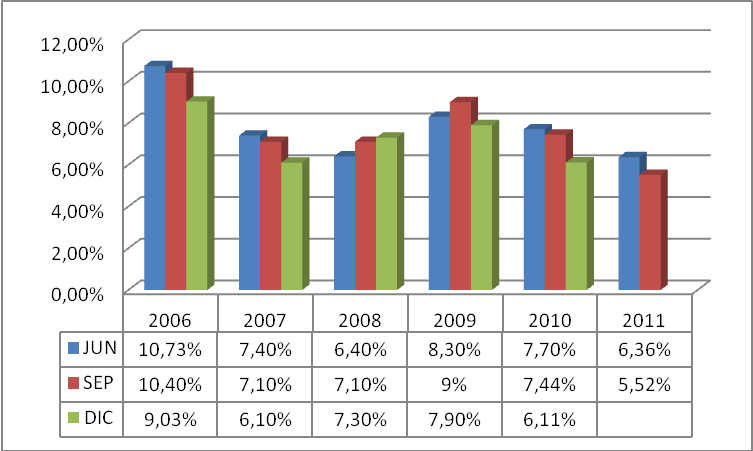 12,00%
10,00%
8,00%
6,00%
4,00%
2,00%
0,00%
2006 2007 2008 2009 2010 2011
JUN 10,73% 7,40% 6,40% 8,30% 7,70% 6,36%
SEP 10,40% 7,10% 7,10% 9% 7,44% 5,52%
DIC 9,03% 6,10% 7,30% 7,90% 6,11%